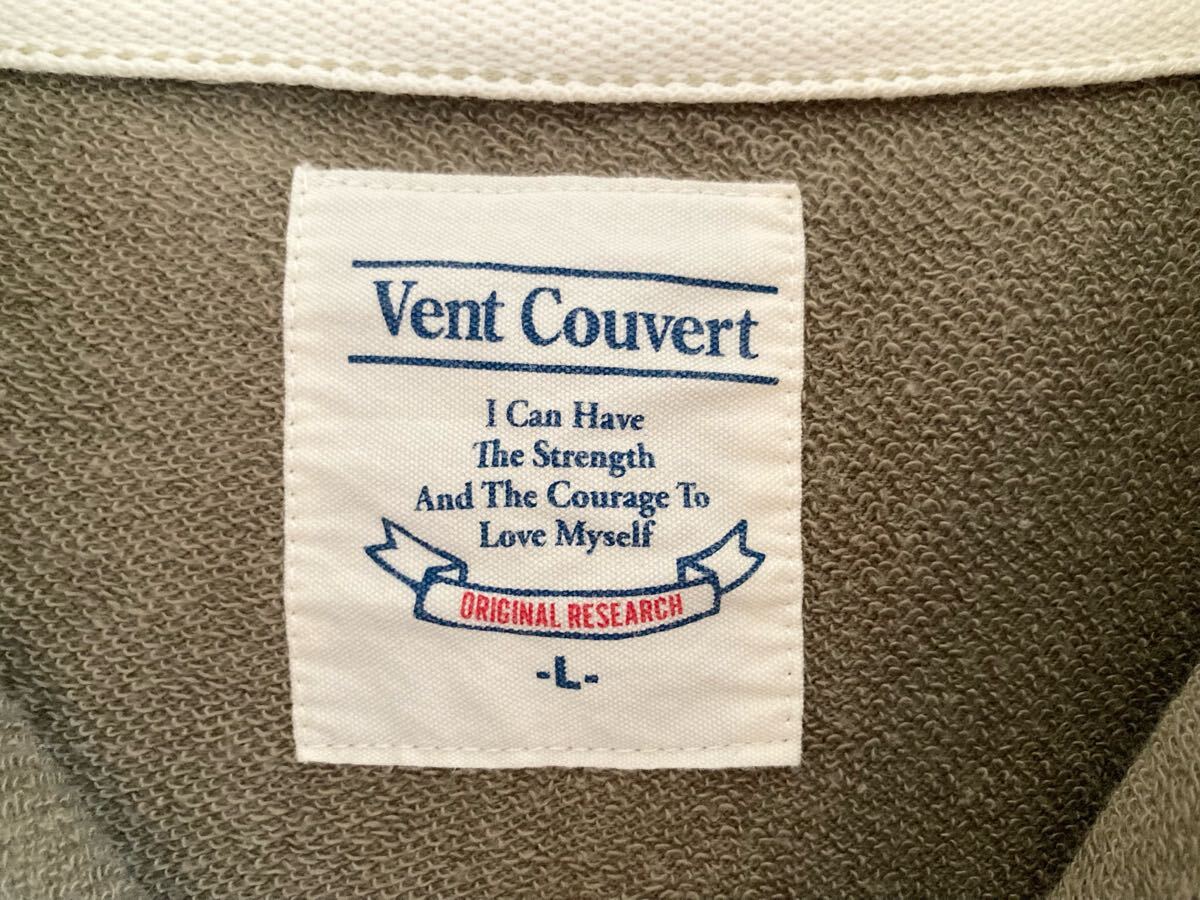 Vent Couvert
I Can Have
The Strength
And The Courage To
Love Myself
ORIGINAL RESEARCH
-L-